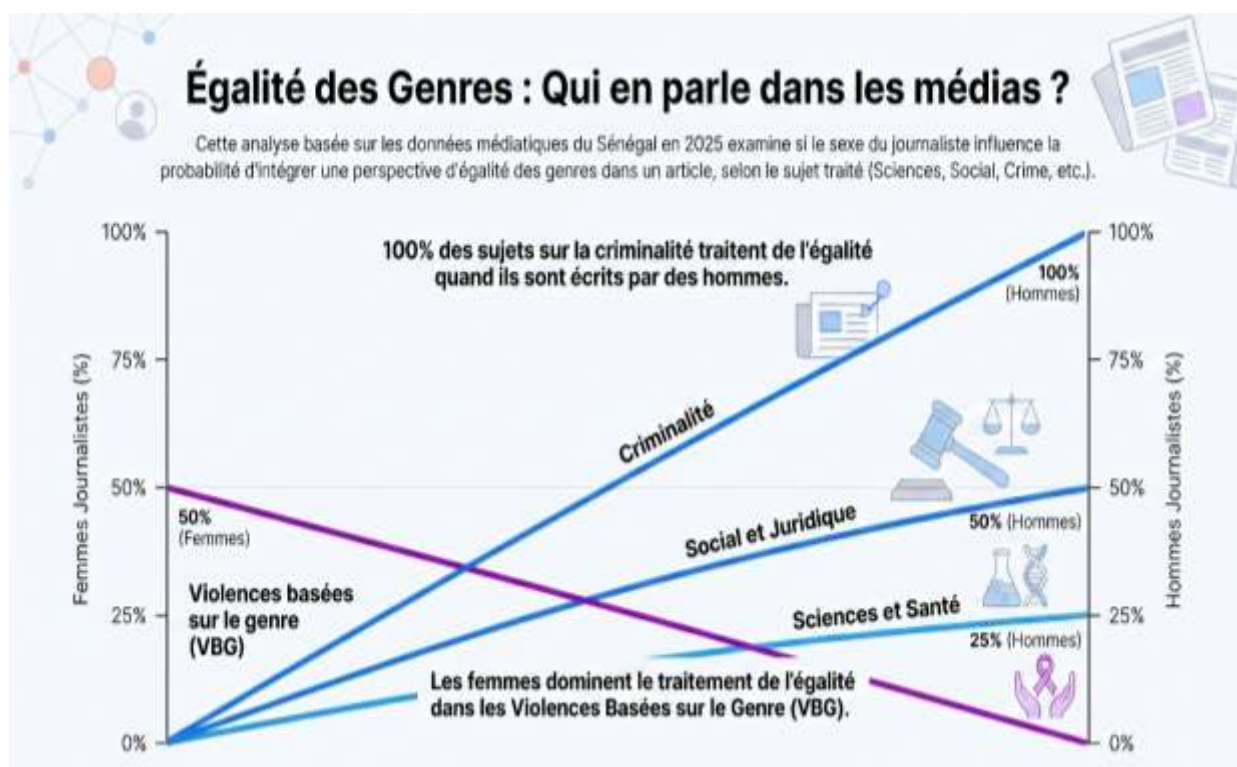 Égalité des Genres : Qui en parle dans les médias ?
Cette analyse basée sur les données médiatiques du Sénégal en 2025 examine si le sexe du journaliste influence la
probabilité d'intégrer une perspective d'égalité des genres dans un article, selon le sujet traité (Sciences, Social, Crime, etc.).
100%
100% des sujets sur la criminalité traitent de l'égalité
quand ils sont écrits par des hommes.
100%
100%
(Hommes)
75%
75%
Femmes Journalistes (%)
Hommes Journalistes (%)
Criminalité
50%
50%
50%
(Femmes)
Social et Juridique
50% (Hommes)
Violences basées
sur le genre
(VBG)
25%
Sciences et Santé
25%
25% (Hommes)
Les femmes dominent le traitement de l'égalité
dans les Violences Basées sur le Genre (VBG).
0%
0%